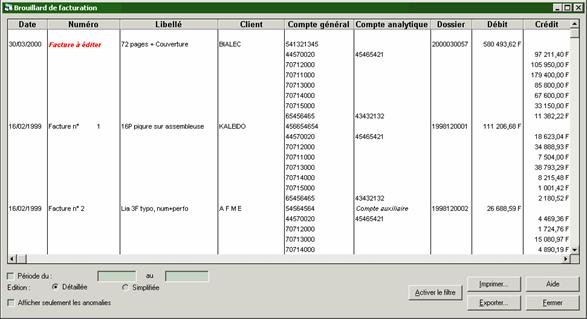 Brouillard de facturation
Date Numéro Libellé Client Compte général Compte analytique Dossier Débit Crédit
30/03/2000 Facture à éditer 72 pages + Couverture BIALEC 541321345 2000030057 580 493,62 F
44570020 45465421 97 211,40 F
70712000 105 950,00 F
70711000 179 400,00 F
70713000 85 800,00 F
70714000 67 600,00 F
70715000 33 150,00 F
65456465 43432132 11 382,22 F
16/02/1999 Facture n° 1 16P piqure sur assembleuse KALEIDO 456654654 1998120001 111 206,68 F
44570020 45465421 18 623,04 F
70712000 34 888,93 F
70711000 7 504,00 F
70713000 38 793,29 F
70714000 8 215,48 F
70715000 1 001,42 F
65456465 43432132 2 180,52 F
16/02/1999 Facture n° 2 Lia 3F typo, num+perfo A F M E 54564564 Compte auxiliaire 1998120002 26 688,59 F
44570020 45465421 4 469,36 F
70712000 1 724,76 F
70713000 15 080,97 F
70714000 4 890,19 F
Période du : au
Edition : Détaillée Simplifiée
Afficher seulement les anomalies
Activer le filtre
Imprimer... Aide
Exporter... Fermer